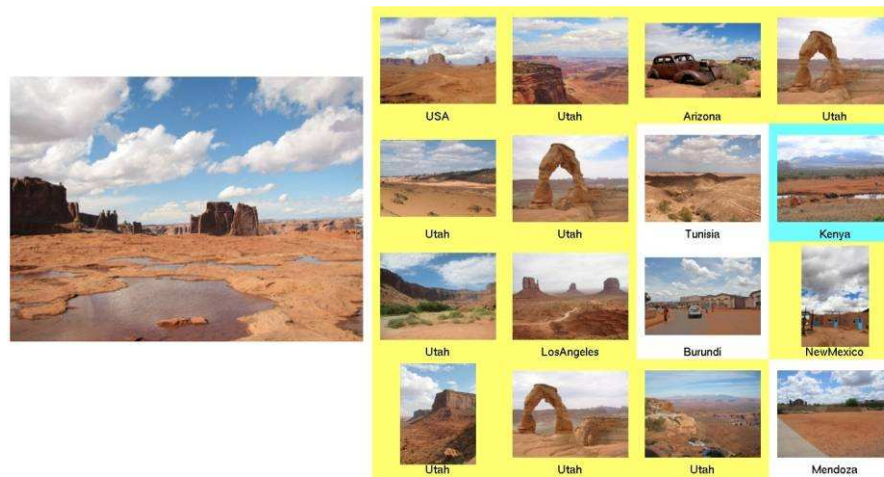 USA Utah Arizona Utah
Utah Utah Tunisia Kenya
Utah LosAngeles Burundi NewMexico
Utah Utah Utah Mendoza